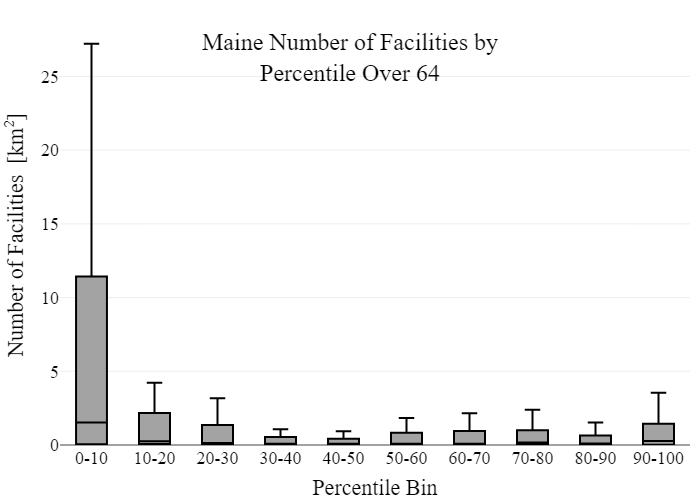 Maine Number of Facilities by
Percentile Over 64
Number of Facilities [km²]
25
20
15
10
5
0
0-10 10-20 20-30 30-40 40-50 50-60 60-70 70-80 80-90 90-100
Percentile Bin